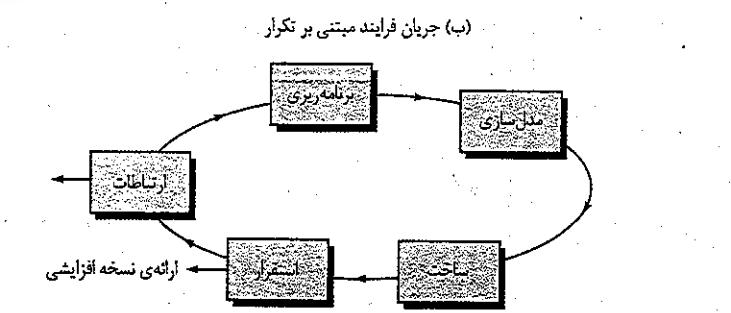 (ب) جریان فرایند مبتنی بر تکرار
برنامه‌ریزی
مدل‌سازی
ارتباطات
ساخت
استقرار
ارائه‌ی نسخه افزایشی